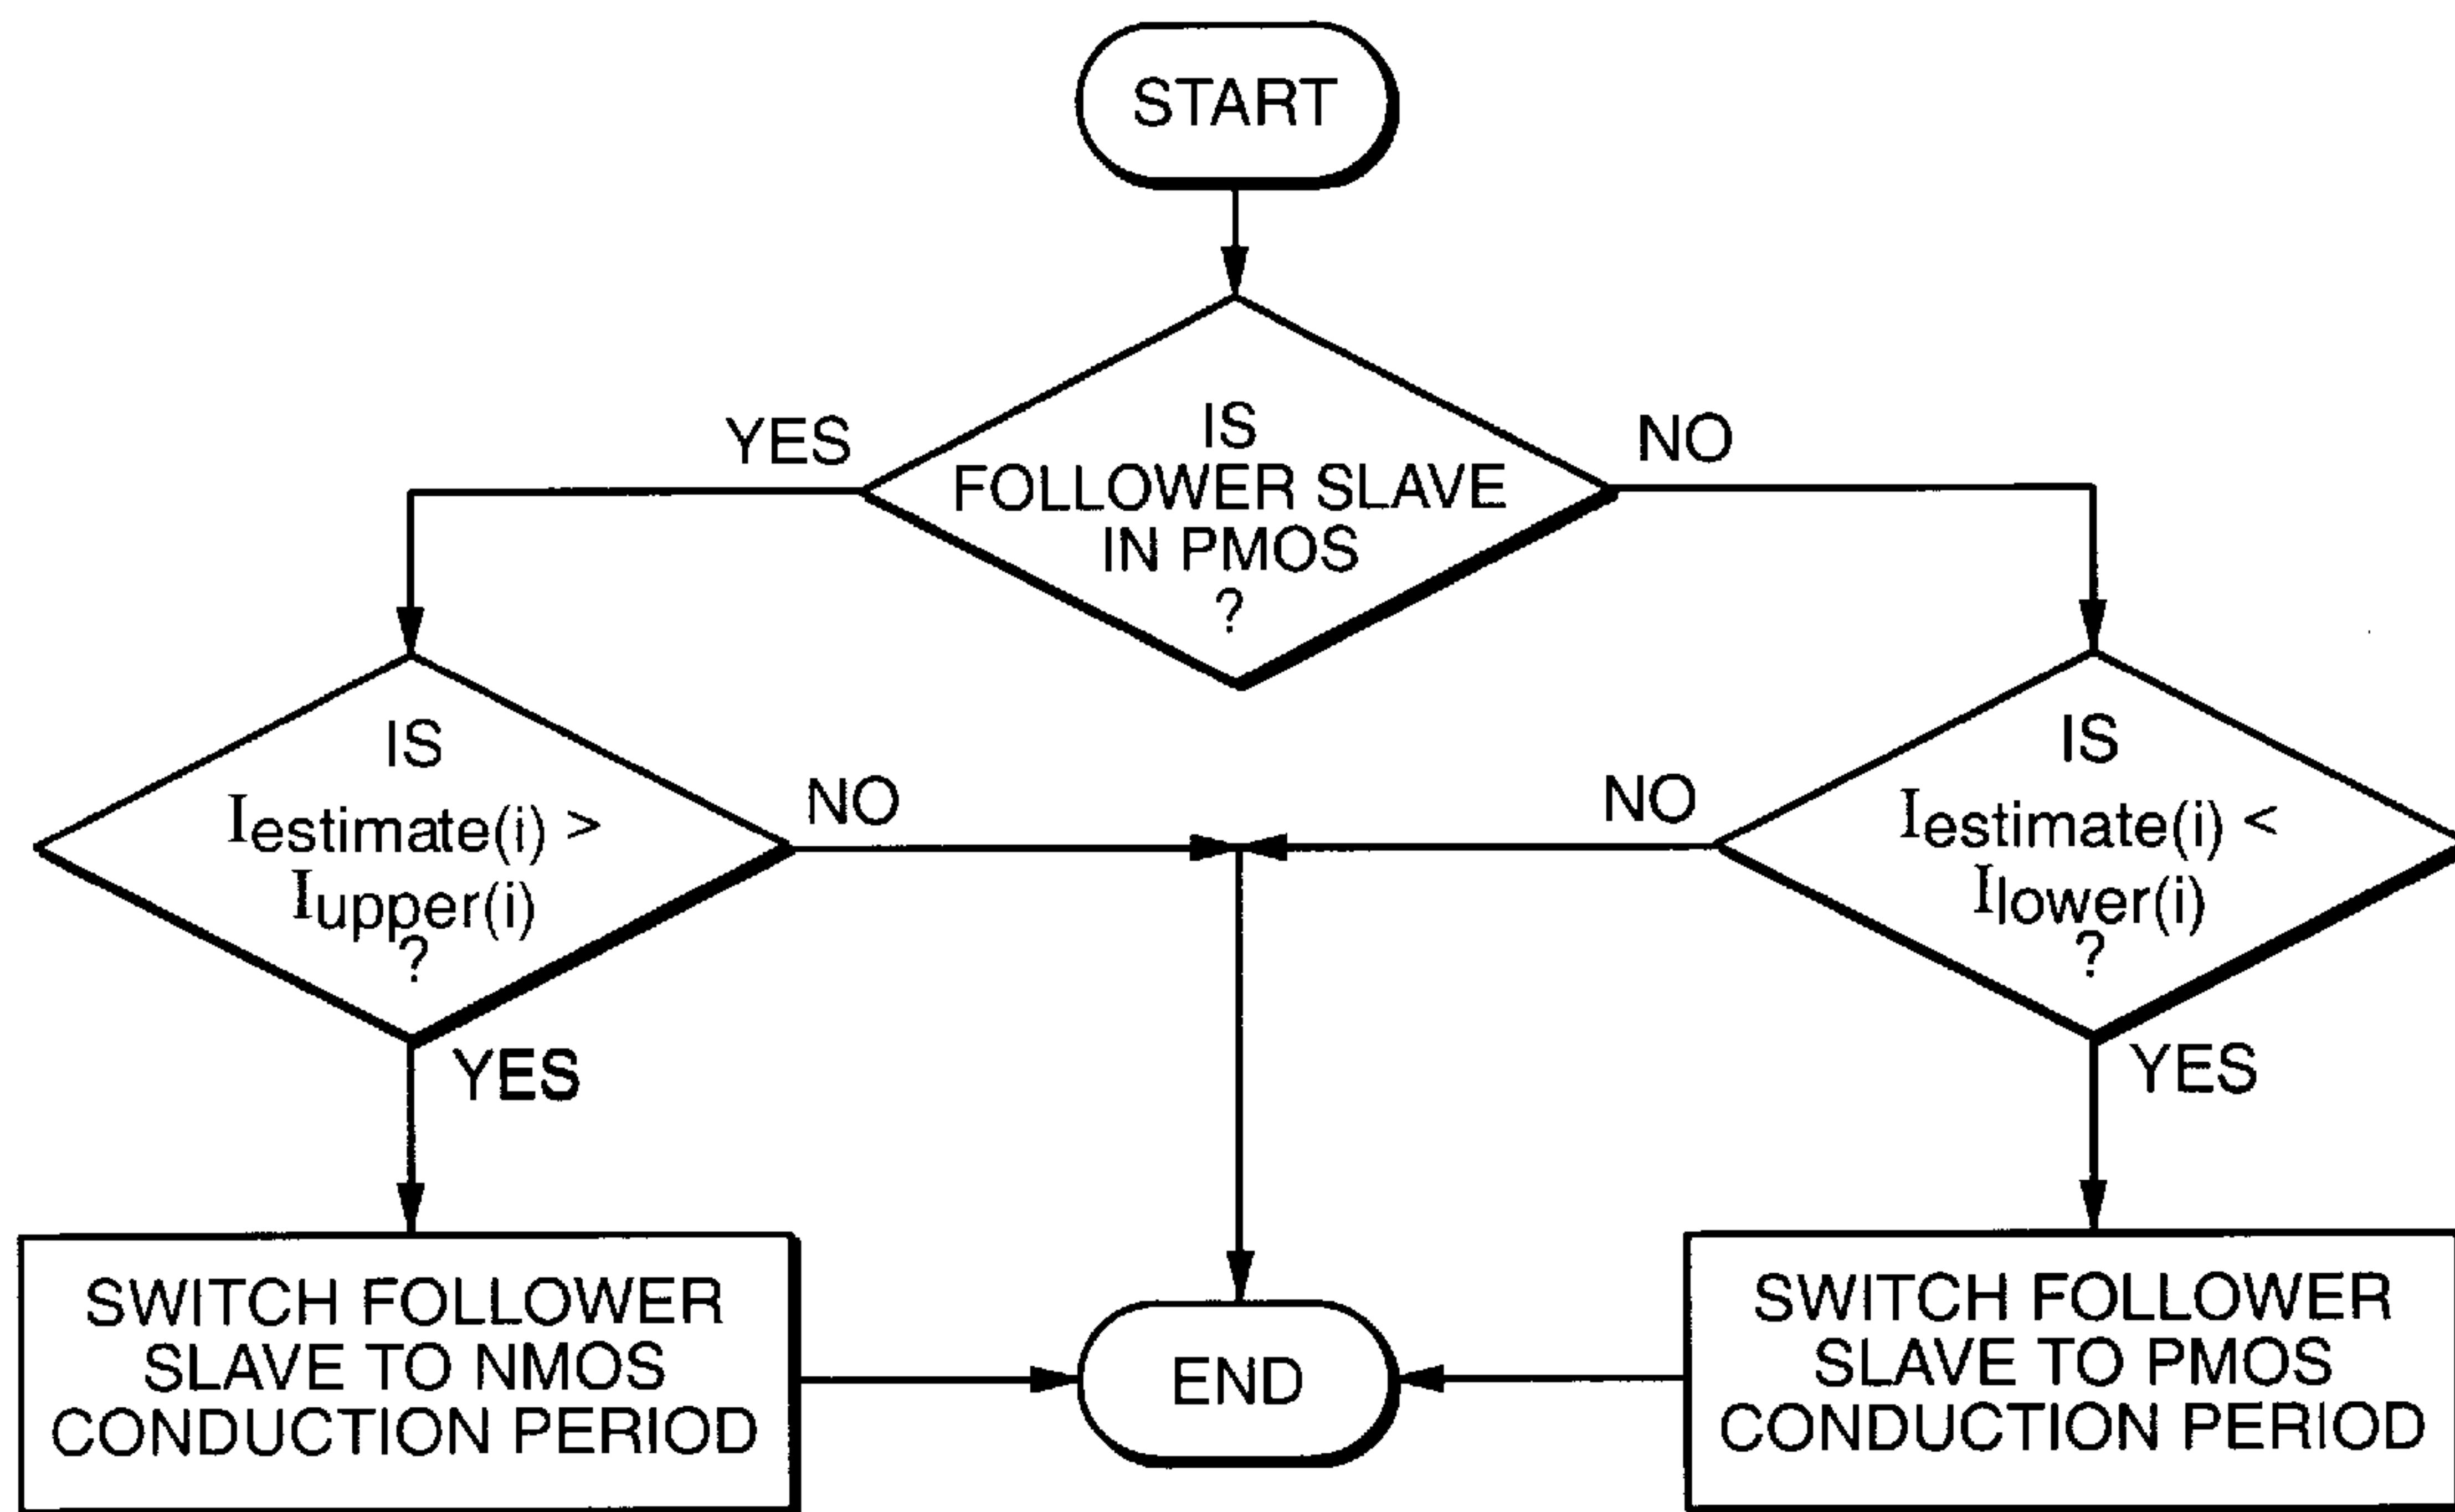 START
IS
FOLLOWER SLAVE
IN PMOS
?
YES
NO
IS
Iestimate(i) >
Iupper(i)
?
NO
YES
IS
Iestimate(i) <
Ilower(i)
?
NO
YES
SWITCH FOLLOWER
SLAVE TO NMOS
CONDUCTION PERIOD
END
SWITCH FOLLOWER
SLAVE TO PMOS
CONDUCTION PERIOD